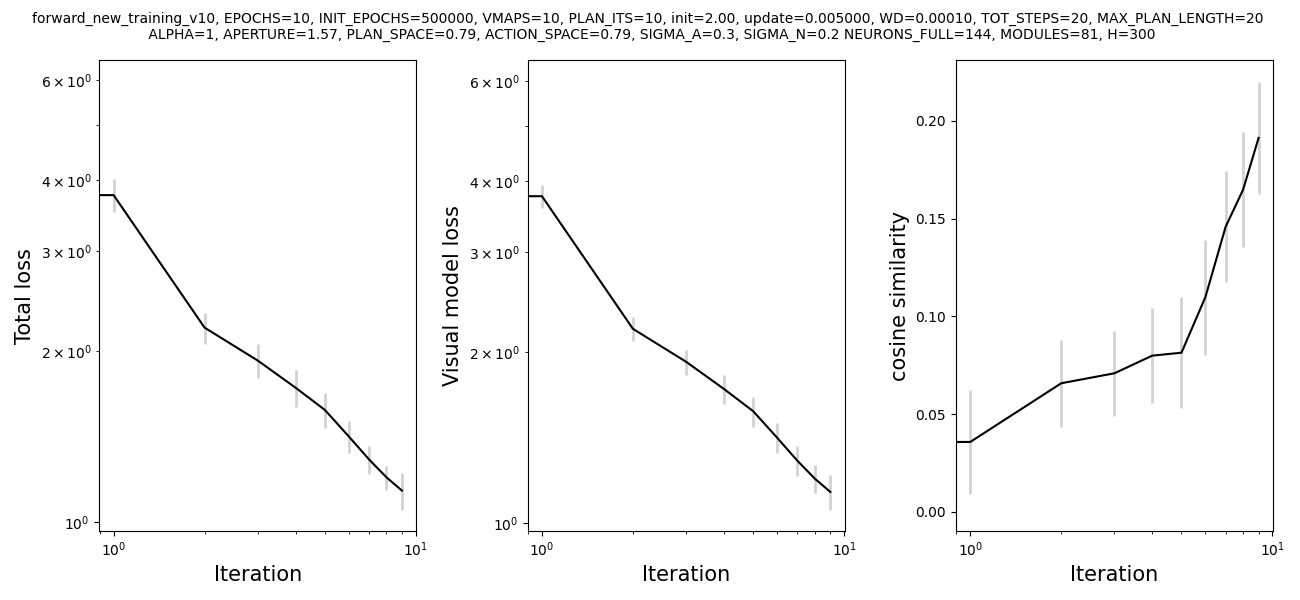 forward_new_training_v10, EPOCHS=10, INIT_EPOCHS=500000, VMAPS=10, PLAN_ITS=10, init=2.00, update=0.005000, WD=0.00010, TOT_STEPS=20, MAX_PLAN_LENGTH=20
ALPHA=1, APERTURE=1.57, PLAN_SPACE=0.79, ACTION_SPACE=0.79, SIGMA_A=0.3, SIGMA_N=0.2 NEURONS_FULL=144, MODULES=81, H=300
Total loss
6 × 10⁰
4 × 10⁰
3 × 10⁰
2 × 10⁰
10⁰
10⁰ 10¹
Iteration
Visual model loss
6 × 10⁰
4 × 10⁰
3 × 10⁰
2 × 10⁰
10⁰
10⁰ 10¹
Iteration
cosine similarity
0.20
0.15
0.10
0.05
0.00
10⁰ 10¹
Iteration